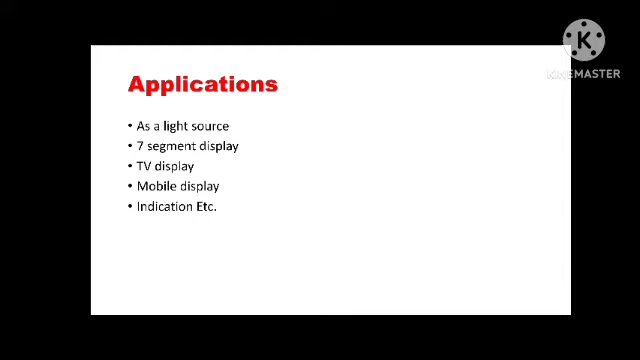 KINEMASTER
Applications
• As a light source
• 7 segment display
• TV display
• Mobile display
• Indication Etc.